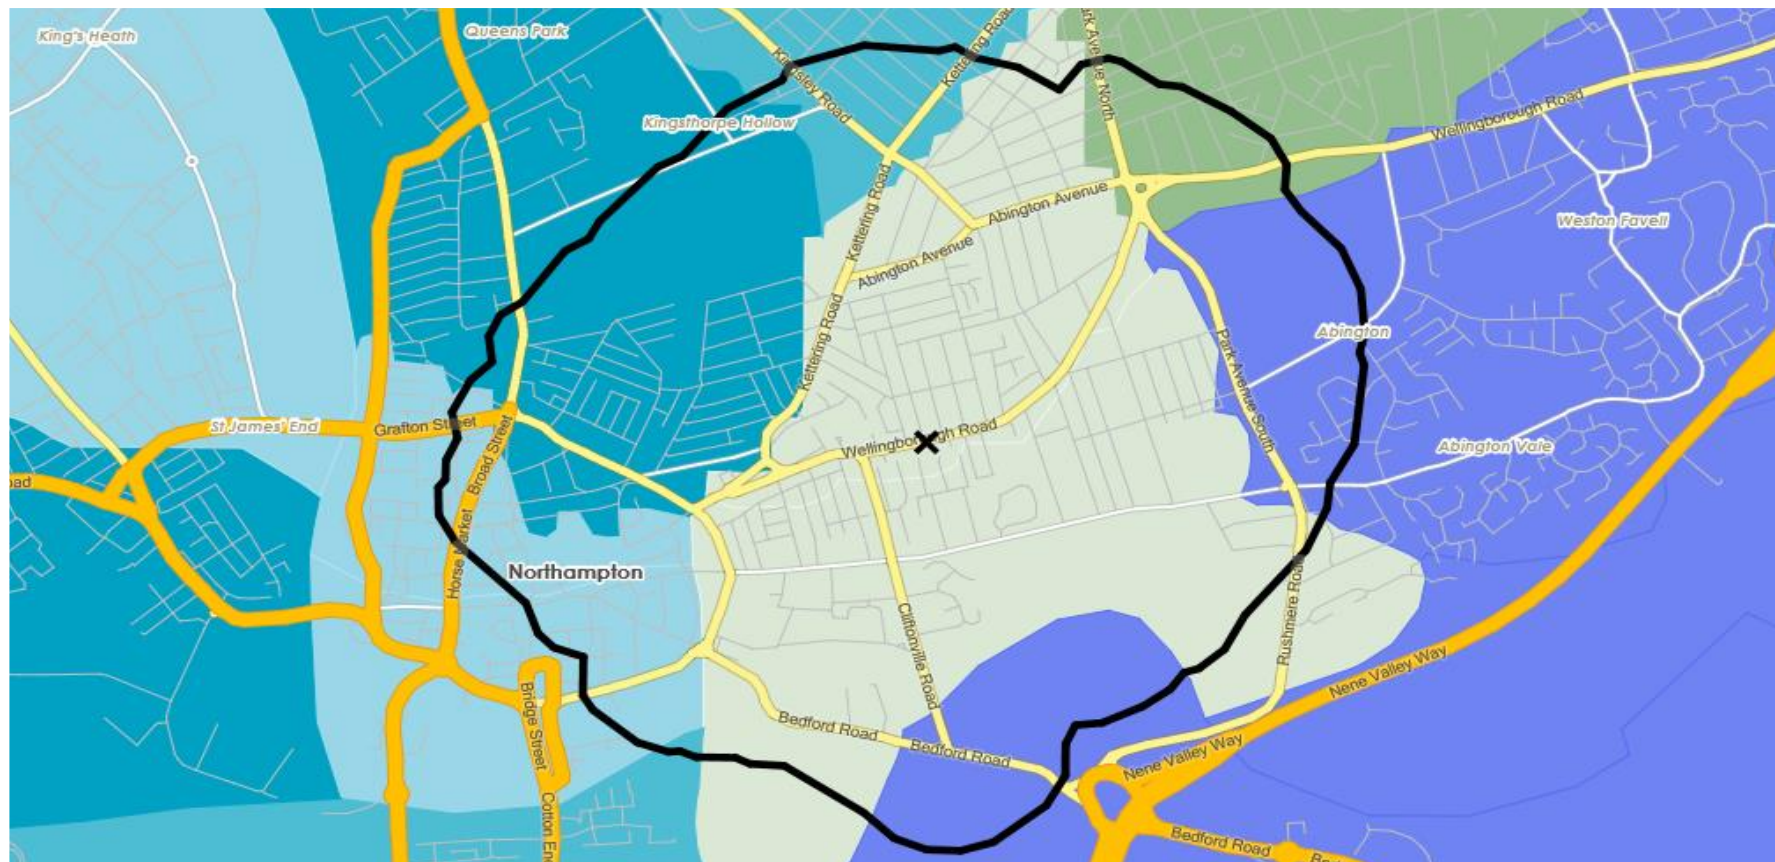 King's Heath
Queens Park
Kettering Road
Park Avenue North
Kingsley Road
Kingsthorpe Hollow
Wellingborough Road
Kettering Road
Abington Avenue
Weston Favell
Abington Avenue
Kettering Road
Abington
Park Avenue South
St James' End
Grafton Street
Broad Street
Wellingborough Road
Abington Vale
oad
Horse Market
Northampton
Cliftonville Road
Rushmere Road
Nene Valley Way
Bridge Street
Bedford Road
Bedford Road
Nene Valley Way
Cotton En
Bedford Road